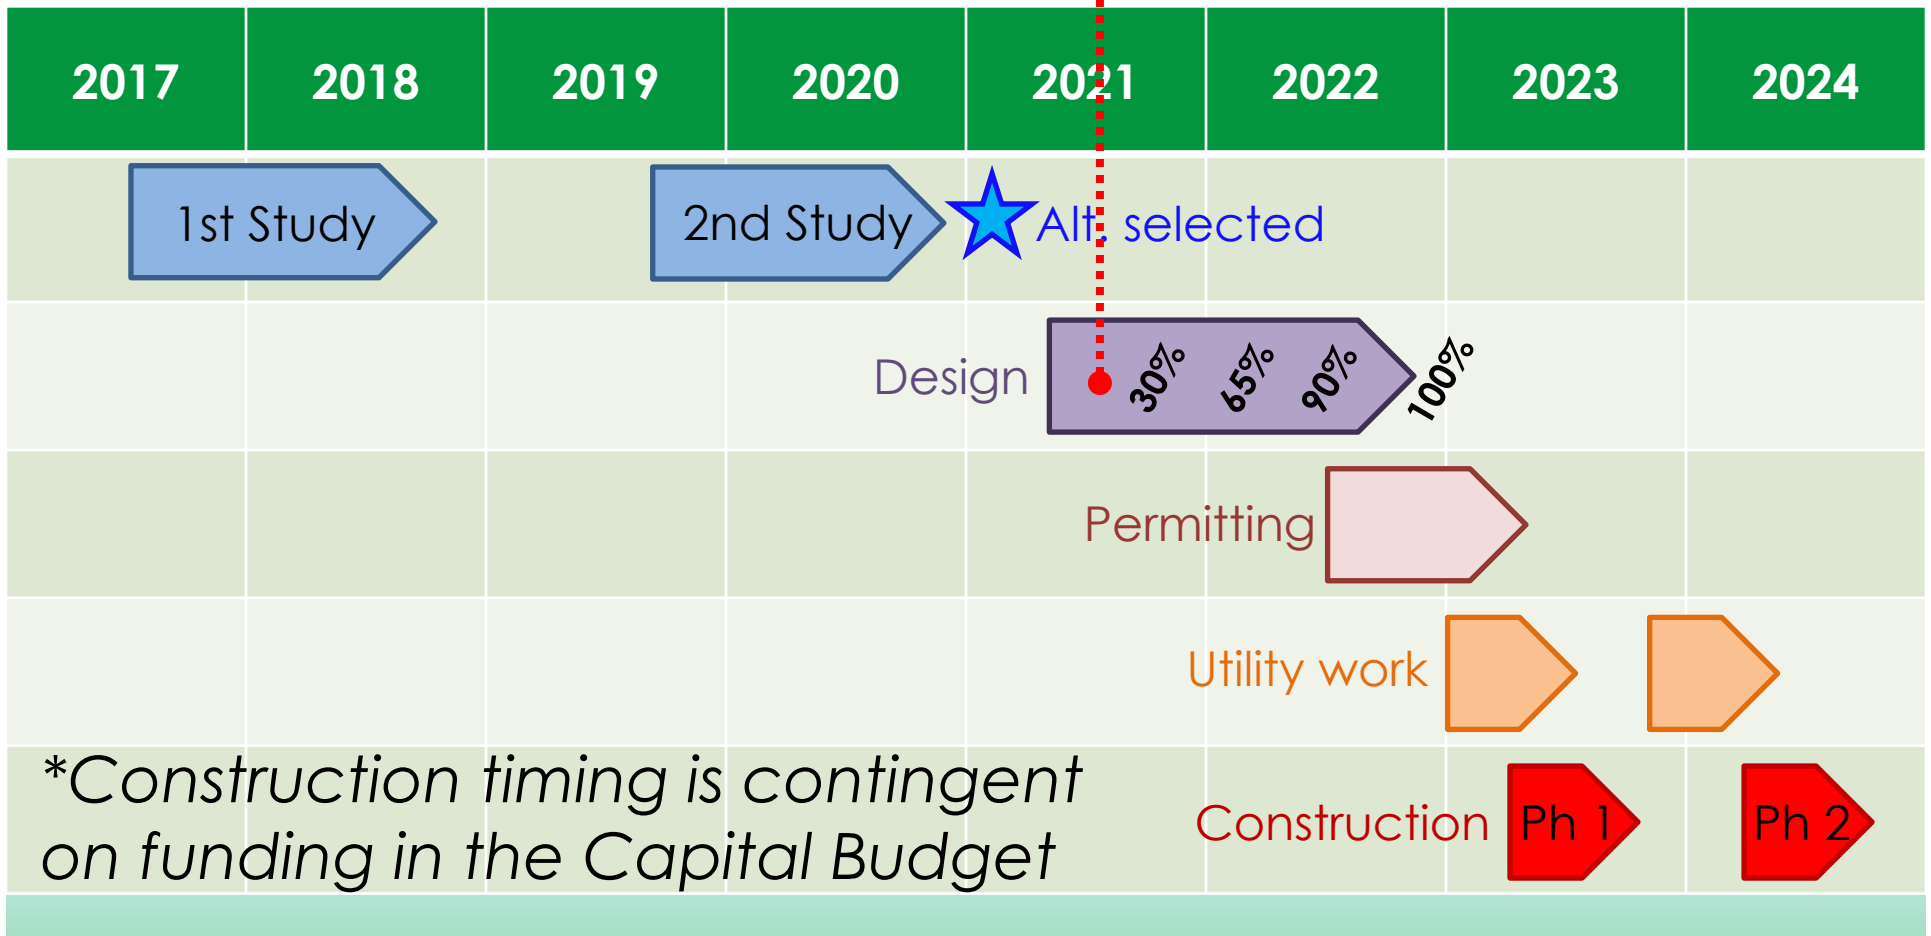 2017 2018 2019 2020 2021 2022 2023 2024
1st Study 2nd Study Alt. selected
Design 30% 65% 90% 100%
Permitting
Utility work
*Construction timing is contingent
on funding in the Capital Budget
Construction Ph 1 Ph 2